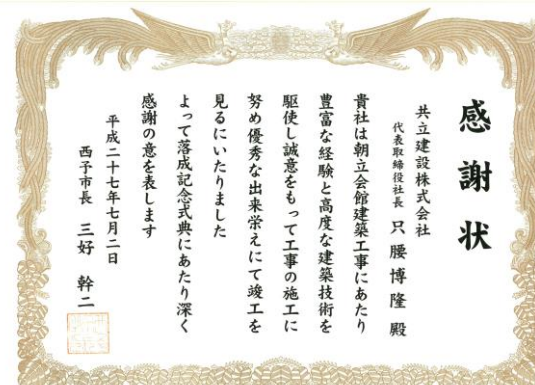 感謝状
共立建設株式会社
代表取締役社長 只腰博隆 殿
貴社は朝立会館建築工事にあたり
豊富な経験と高度な建築技術を
駆使し誠意をもって工事の施工に
努め優秀な出来栄えにて竣工を
見るにいたりました
よって落成記念式典にあたり深く
感謝の意を表します
平成二十七年七月二日
西予市長 三好 幹二